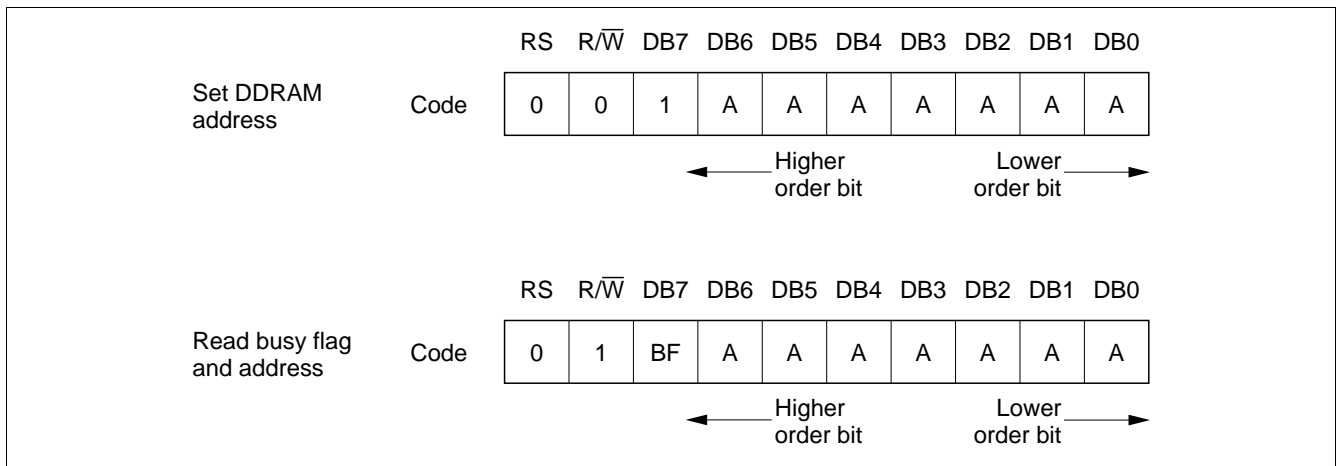 RS R/W̅ DB7 DB6 DB5 DB4 DB3 DB2 DB1 DB0
Set DDRAM
address
Code 0 0 1 A A A A A A A
Higher
order bit
Lower
order bit
RS R/W̅ DB7 DB6 DB5 DB4 DB3 DB2 DB1 DB0
Read busy flag
and address
Code 0 1 BF A A A A A A A
Higher
order bit
Lower
order bit